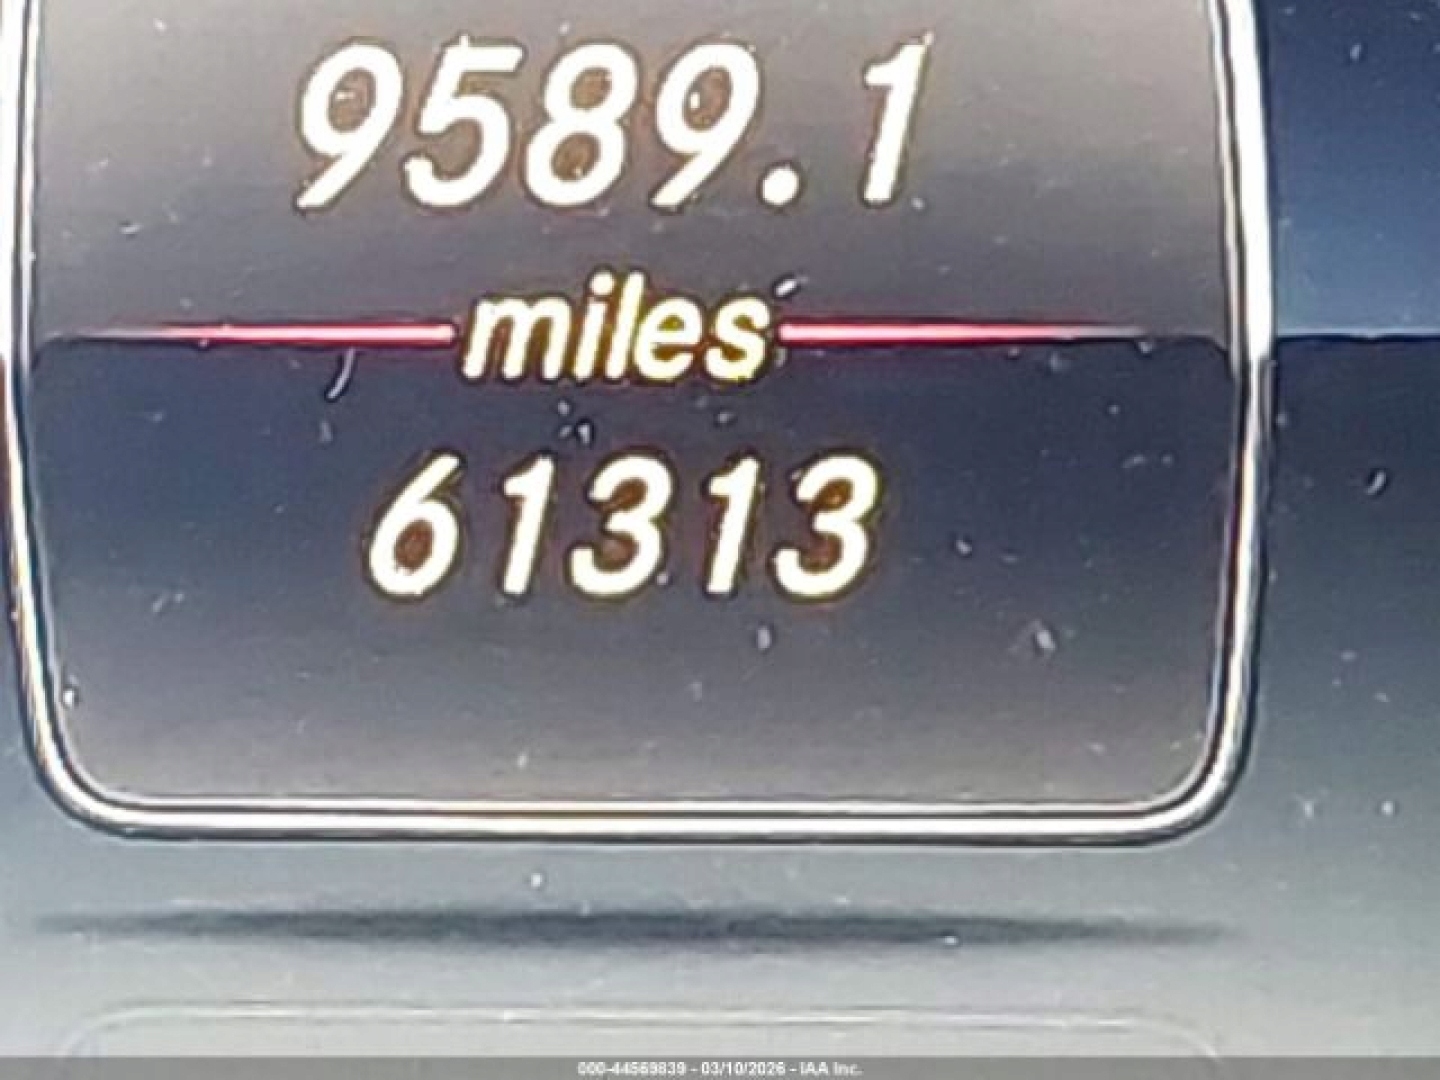 9589.1
miles
61313
000-44569839 - 03/10/2026 - IAA Inc.